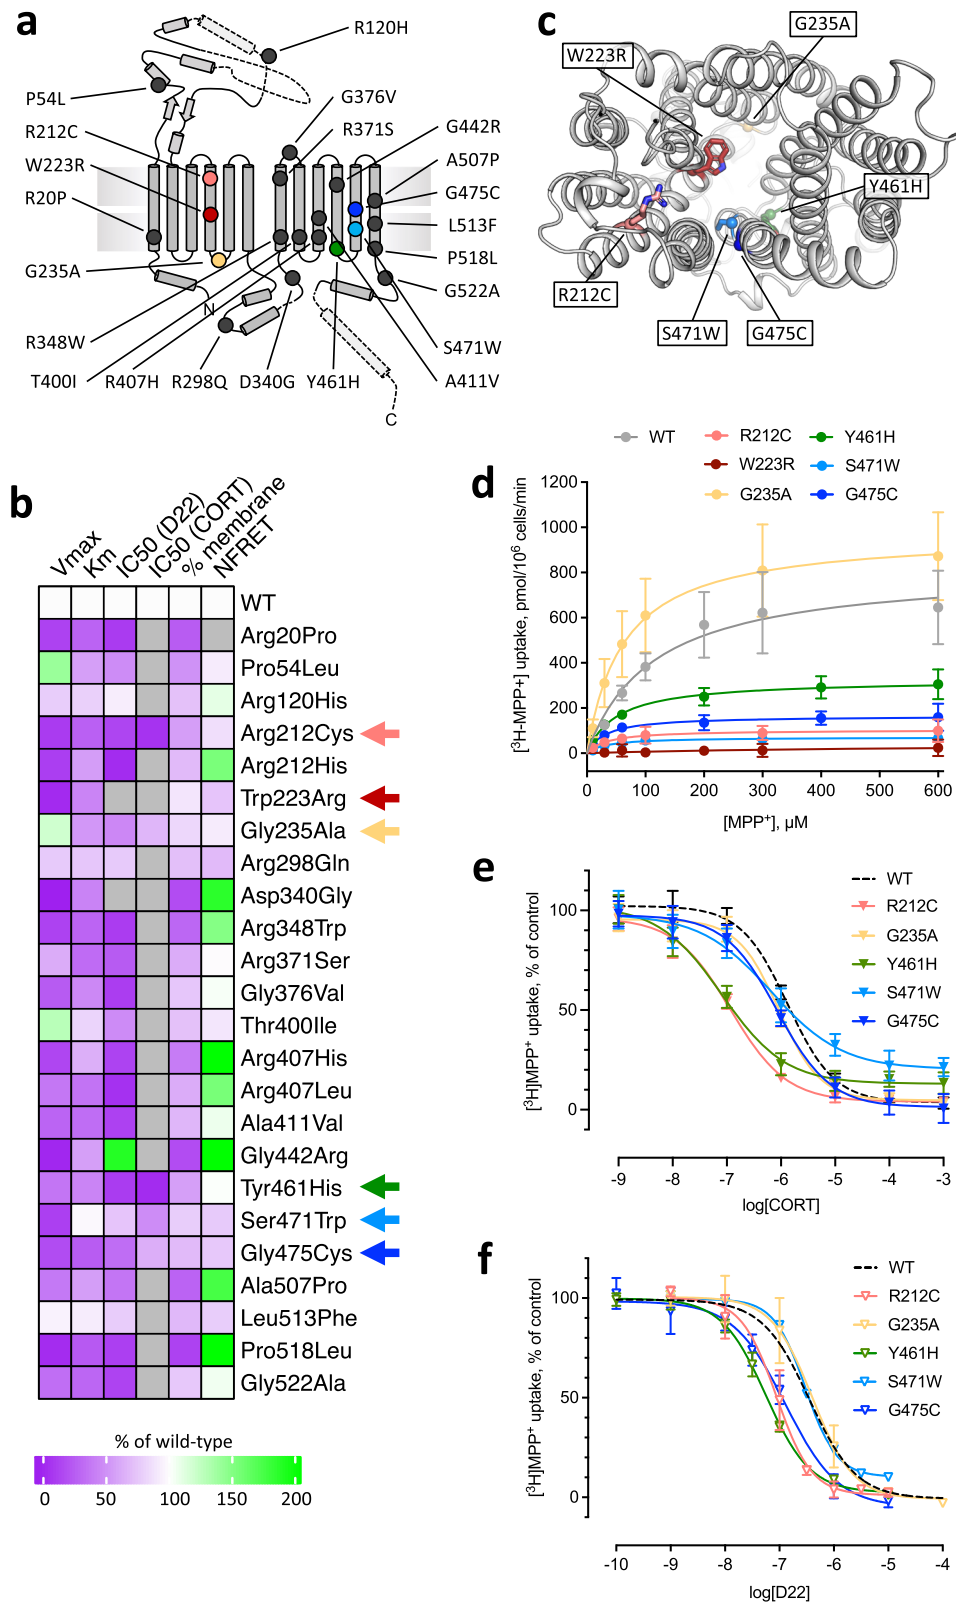 a
R120H
P54L
G376V
R212C
R371S
G442R
W223R
A507P
R20P
G475C
L513F
G235A
P518L
N
G522A
R348W
S471W
T400I
R407H
R298Q
D340G
Y461H
A411V
C
c
G235A
W223R
Y461H
R212C
S471W
G475C
b
Vmax
Km
IC50 (D22)
IC50 (CORT)
% membrane
NFRET
WT
Arg20Pro
Pro54Leu
Arg120His
Arg212Cys
Arg212His
Trp223Arg
Gly235Ala
Arg298Gln
Asp340Gly
Arg348Trp
Arg371Ser
Gly376Val
Thr400Ile
Arg407His
Arg407Leu
Ala411Val
Gly442Arg
Tyr461His
Ser471Trp
Gly475Cys
Ala507Pro
Leu513Phe
Pro518Leu
Gly522Ala
% of wild-type
0 50 100 150 200
d
WT R212C Y461H
W223R S471W
G235A G475C
[³H-MPP+] uptake, pmol/10⁶ cells/min
1200
1000
800
600
400
200
0
0 100 200 300 400 500 600
[MPP⁺], µM
e
WT
R212C
G235A
Y461H
S471W
G475C
[³H]MPP⁺ uptake, % of control
100
50
0
-9 -8 -7 -6 -5 -4 -3
log[CORT]
f
WT
R212C
G235A
Y461H
S471W
G475C
[³H]MPP⁺ uptake, % of control
100
50
0
-10 -9 -8 -7 -6 -5 -4
log[D22]